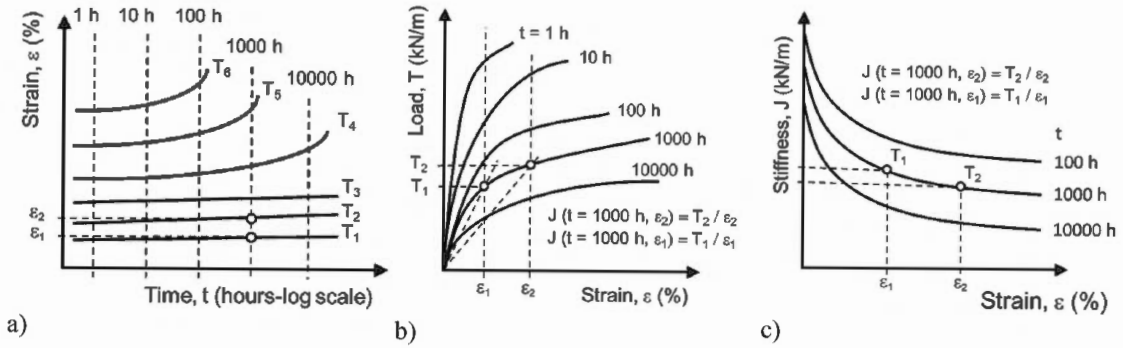 1 h 10 h 100 h
1000 h
10000 h
T₆
T₅
T₄
T₃
T₂
T₁
ε₂
ε₁
Strain, ε (%)
Time, t (hours-log scale)
a)
Load, T (kN/m)
t = 1 h
10 h
100 h
1000 h
10000 h
T₂
T₁
J (t = 1000 h, ε₂) = T₂ / ε₂
J (t = 1000 h, ε₁) = T₁ / ε₁
ε₁ ε₂
Strain, ε (%)
b)
Stiffness, J (kN/m)
J (t = 1000 h, ε₂) = T₂ / ε₂
J (t = 1000 h, ε₁) = T₁ / ε₁
t
T₁
T₂
100 h
1000 h
10000 h
ε₁ ε₂
Strain, ε (%)
c)